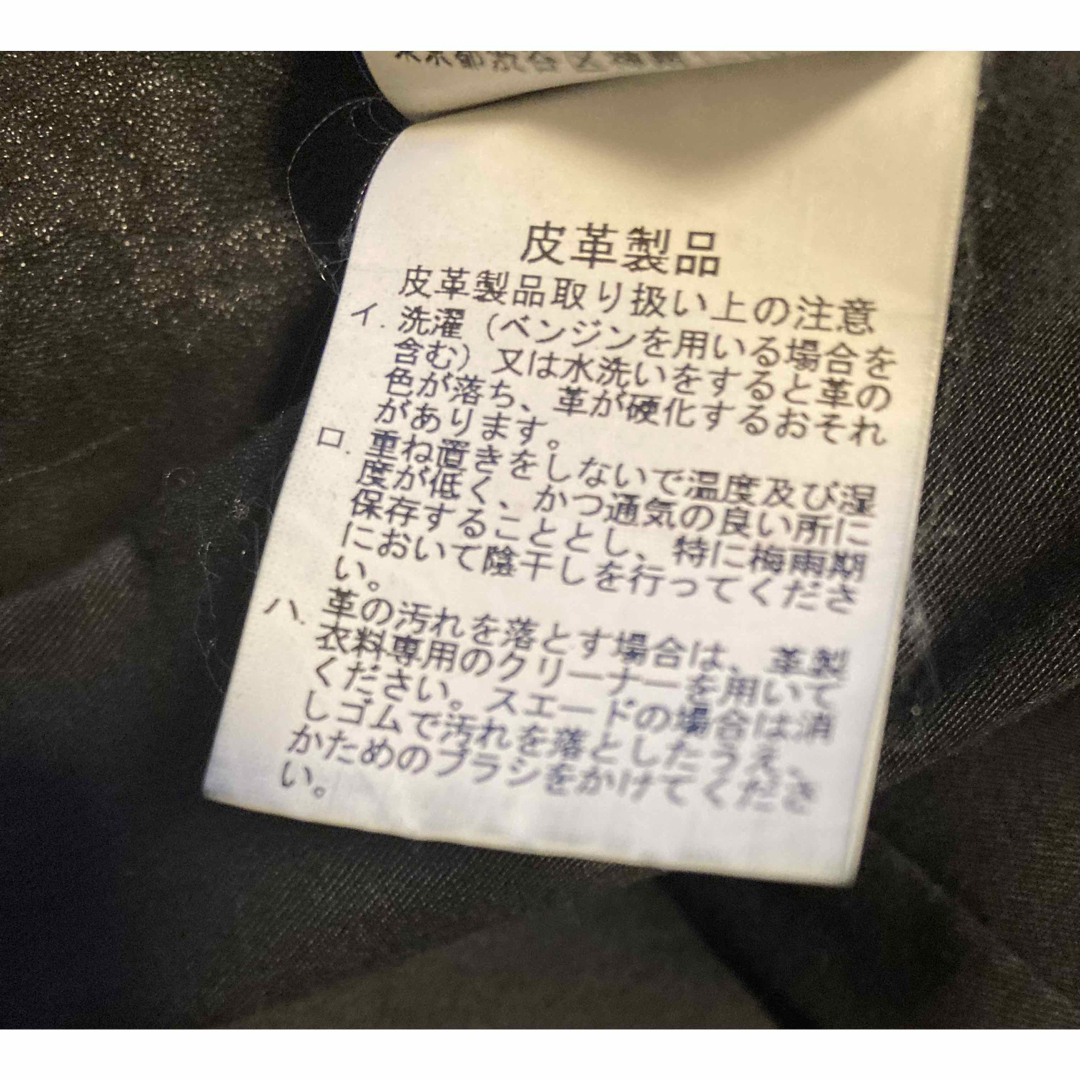 東京都渋谷区
皮革製品
皮革製品取り扱い上の注意
イ. 洗濯（ベンジンを用いる場合を
含む）又は水洗いをすると革の
色が落ち、革が硬化するおそれ
があります。
ロ. 重ね置きをしないで温度及び湿
度が低く、かつ通気の良い所に
保存することとし、特に梅雨期
において陰干しを行ってくださ
い。
ハ. 革の汚れを落とす場合は、革製
衣料専用のクリーナーを用いて
ください。スエードの場合は消
しゴムで汚れを落としたうえ、
かためのブラシをかけてくださ
い。